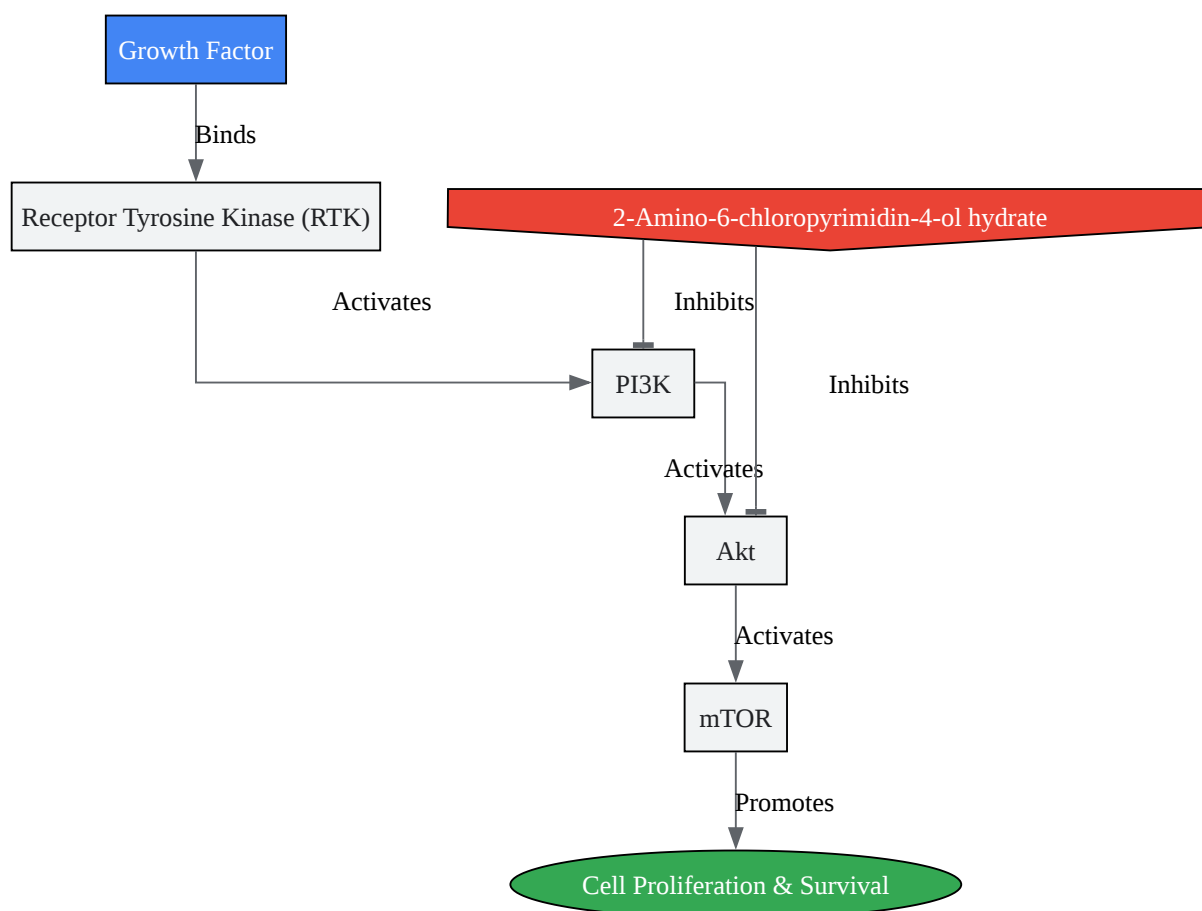 Growth Factor
Binds
Receptor Tyrosine Kinase (RTK)
2-Amino-6-chloropyrimidin-4-ol hydrate
Activates
Inhibits
PI3K
Inhibits
Activates
Akt
Activates
mTOR
Promotes
Cell Proliferation & Survival